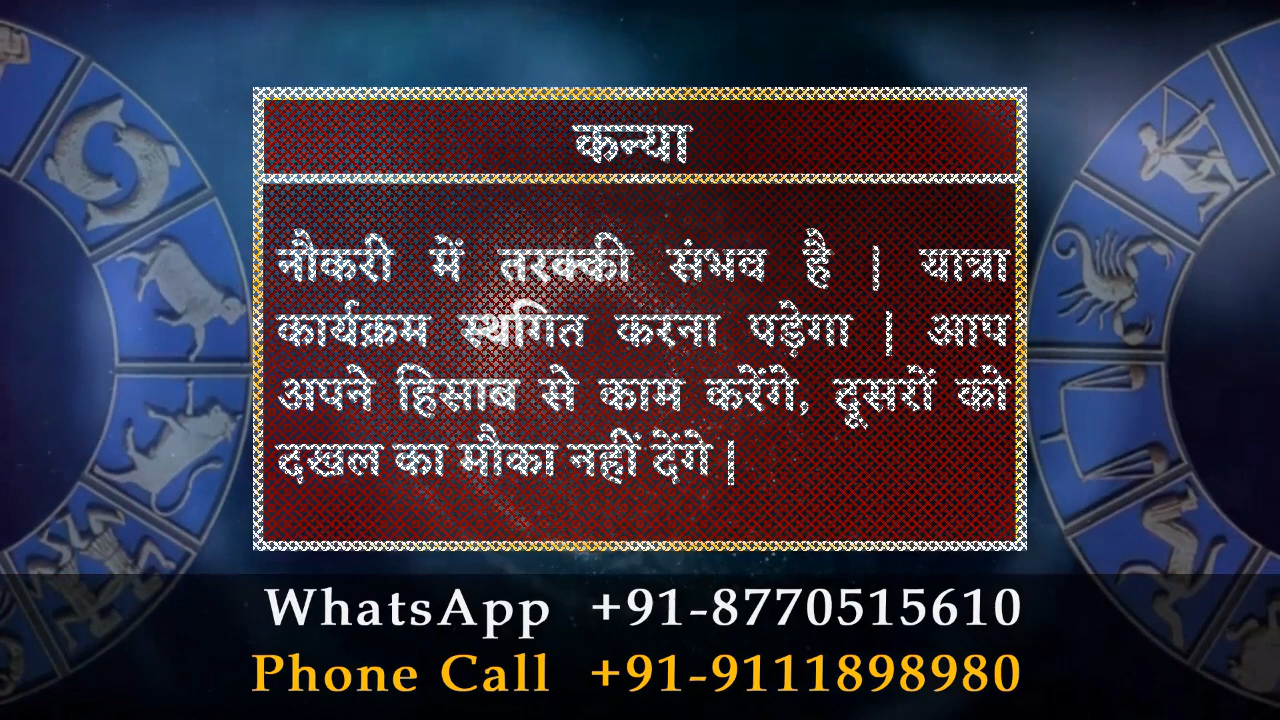 कन्या
नौकरी में तरक्की संभव है | यात्रा
कार्यक्रम स्थगित करना पड़ेगा | आप
अपने हिसाब से काम करेंगे, दूसरों को
दखल का मौका नहीं देंगे |
WhatsApp +91-8770515610
Phone Call +91-9111898980